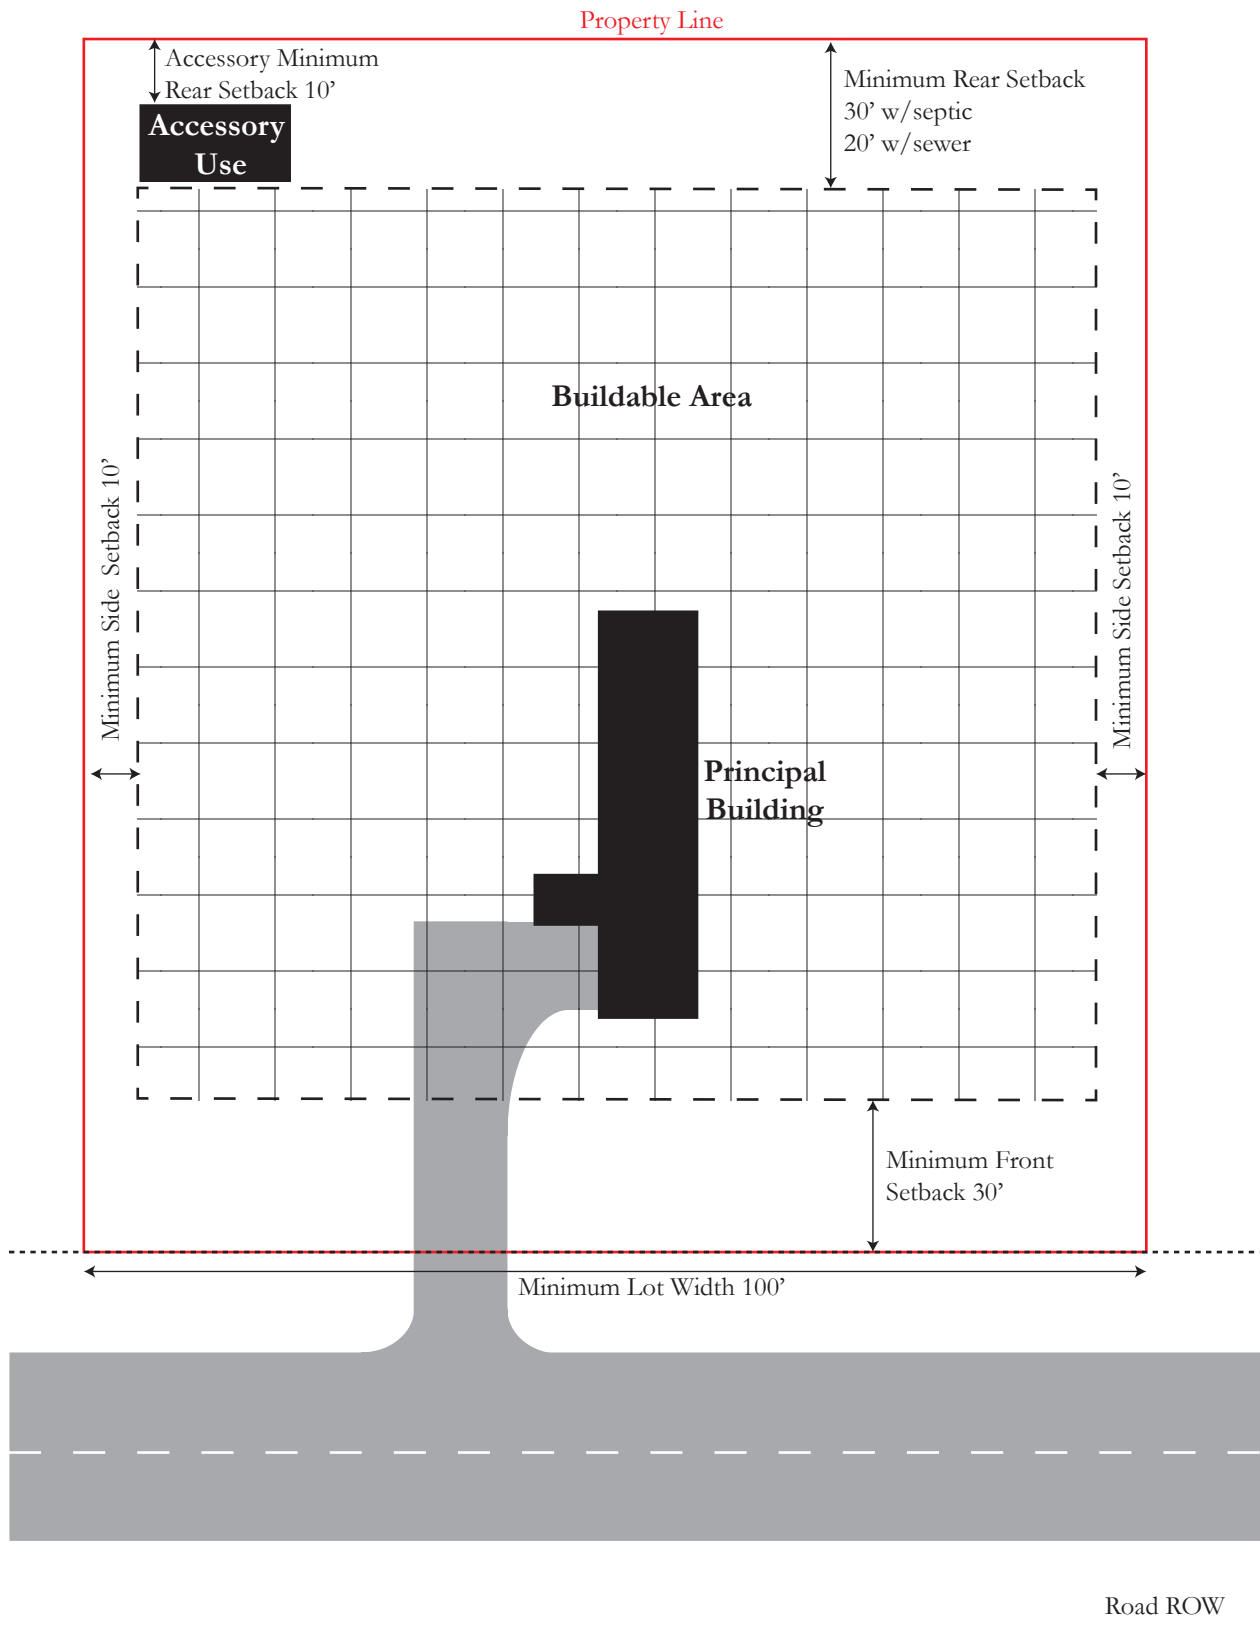 Property Line
Accessory Minimum
Rear Setback 10’
Minimum Rear Setback
30’ w/septic
20’ w/sewer
Accessory
Use
Buildable Area
Minimum Side Setback 10’
Minimum Side Setback 10’
Principal
Building
Minimum Front
Setback 30’
Minimum Lot Width 100’
Road ROW